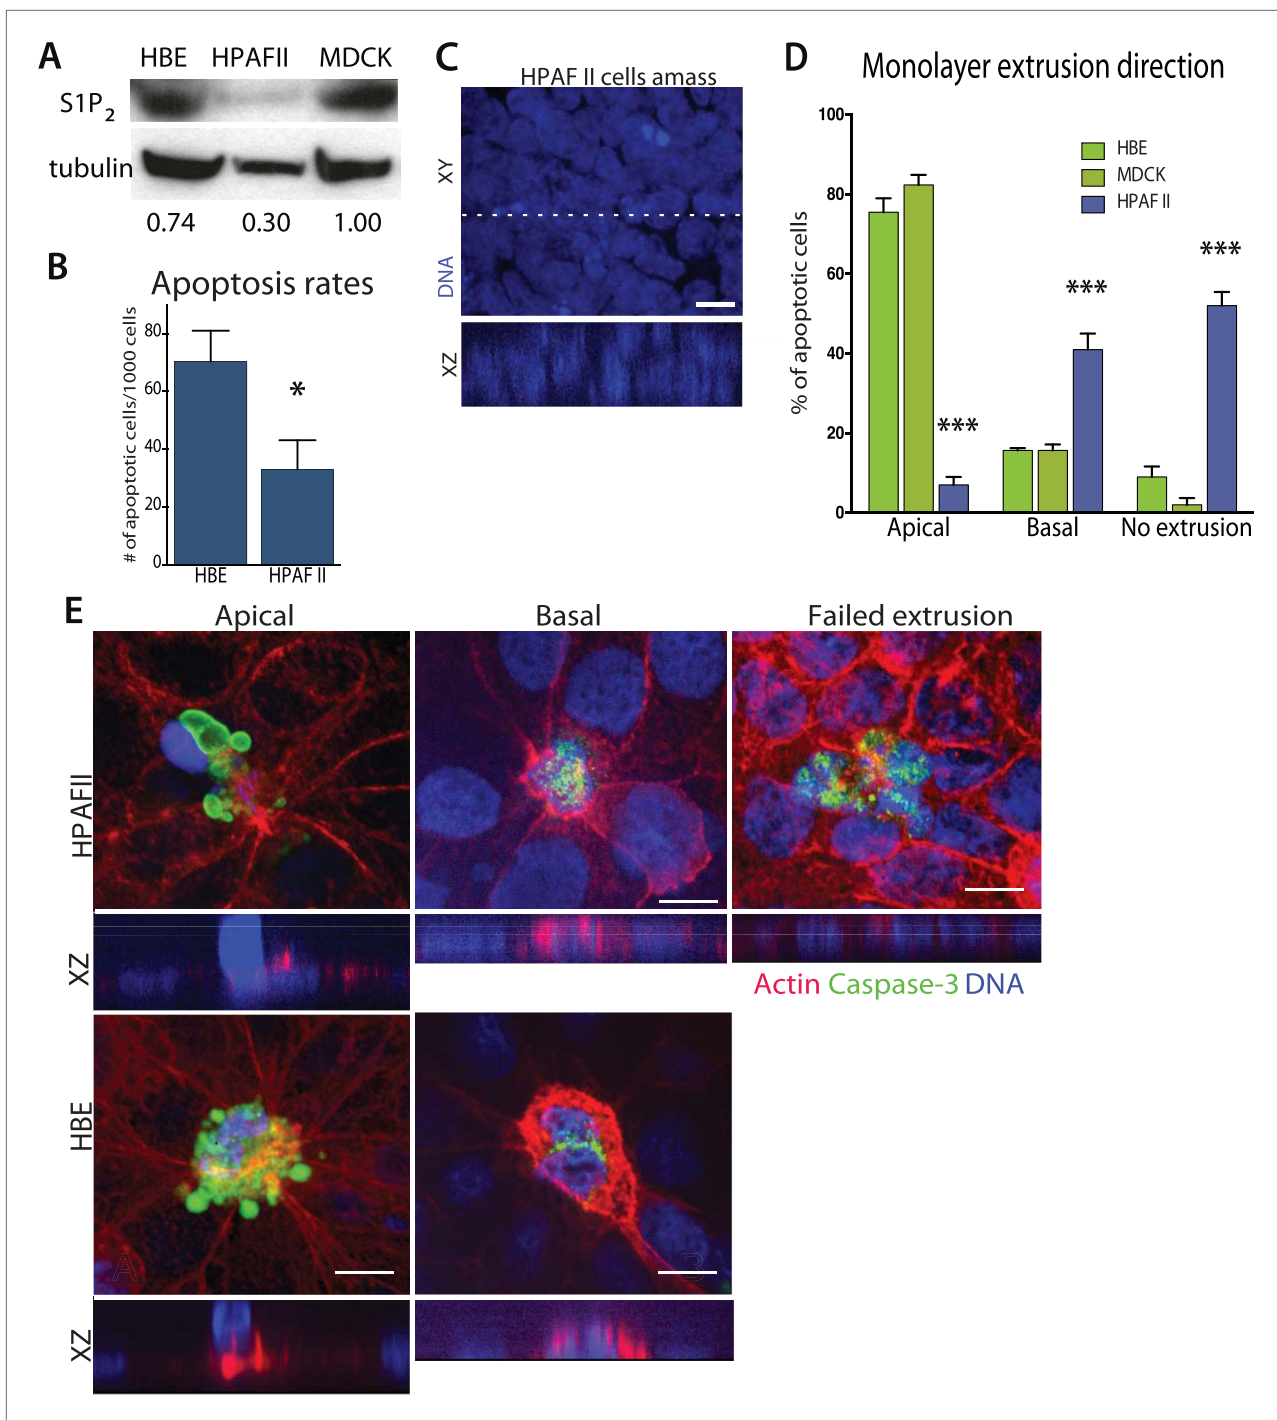 A
HBE HPAFII MDCK
S1P2
tubulin
0.74 0.30 1.00
B
Apoptosis rates
# of apoptotic cells/1000 cells
80
60
40
20
0
HBE HPAF II
*
C
HPAF II cells amass
XY
DNA
XZ
D
Monolayer extrusion direction
% of apoptotic cells
100
80
60
40
20
0
HBE
MDCK
HPAF II
***
***
***
Apical Basal No extrusion
E
Apical Basal Failed extrusion
HPAFII
XZ
Actin Caspase-3 DNA
HBE
A
B
XZ